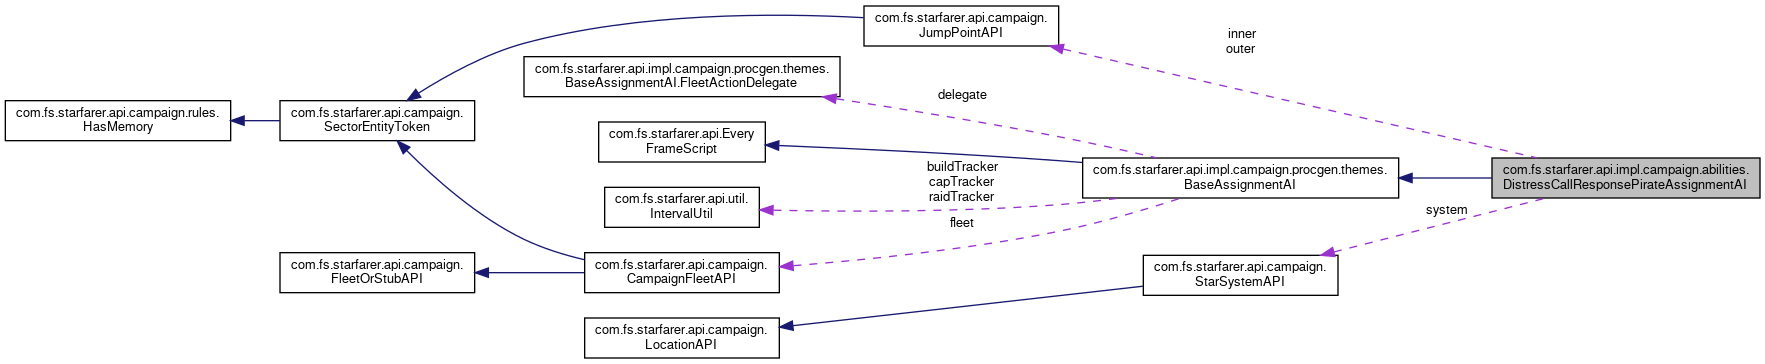 com.fs.starfarer.api.campaign.
JumpPointAPI
inner
outer
com.fs.starfarer.api.impl.campaign.procgen.themes.
BaseAssignmentAI.FleetActionDelegate
delegate
com.fs.starfarer.api.campaign.rules.
HasMemory
com.fs.starfarer.api.campaign.
SectorEntityToken
com.fs.starfarer.api.Every
FrameScript
buildTracker
capTracker
raidTracker
com.fs.starfarer.api.impl.campaign.procgen.themes.
BaseAssignmentAI
com.fs.starfarer.api.impl.campaign.abilities.
DistressCallResponsePirateAssignmentAI
com.fs.starfarer.api.util.
IntervalUtil
system
fleet
com.fs.starfarer.api.campaign.
FleetOrStubAPI
com.fs.starfarer.api.campaign.
CampaignFleetAPI
com.fs.starfarer.api.campaign.
StarSystemAPI
com.fs.starfarer.api.campaign.
LocationAPI